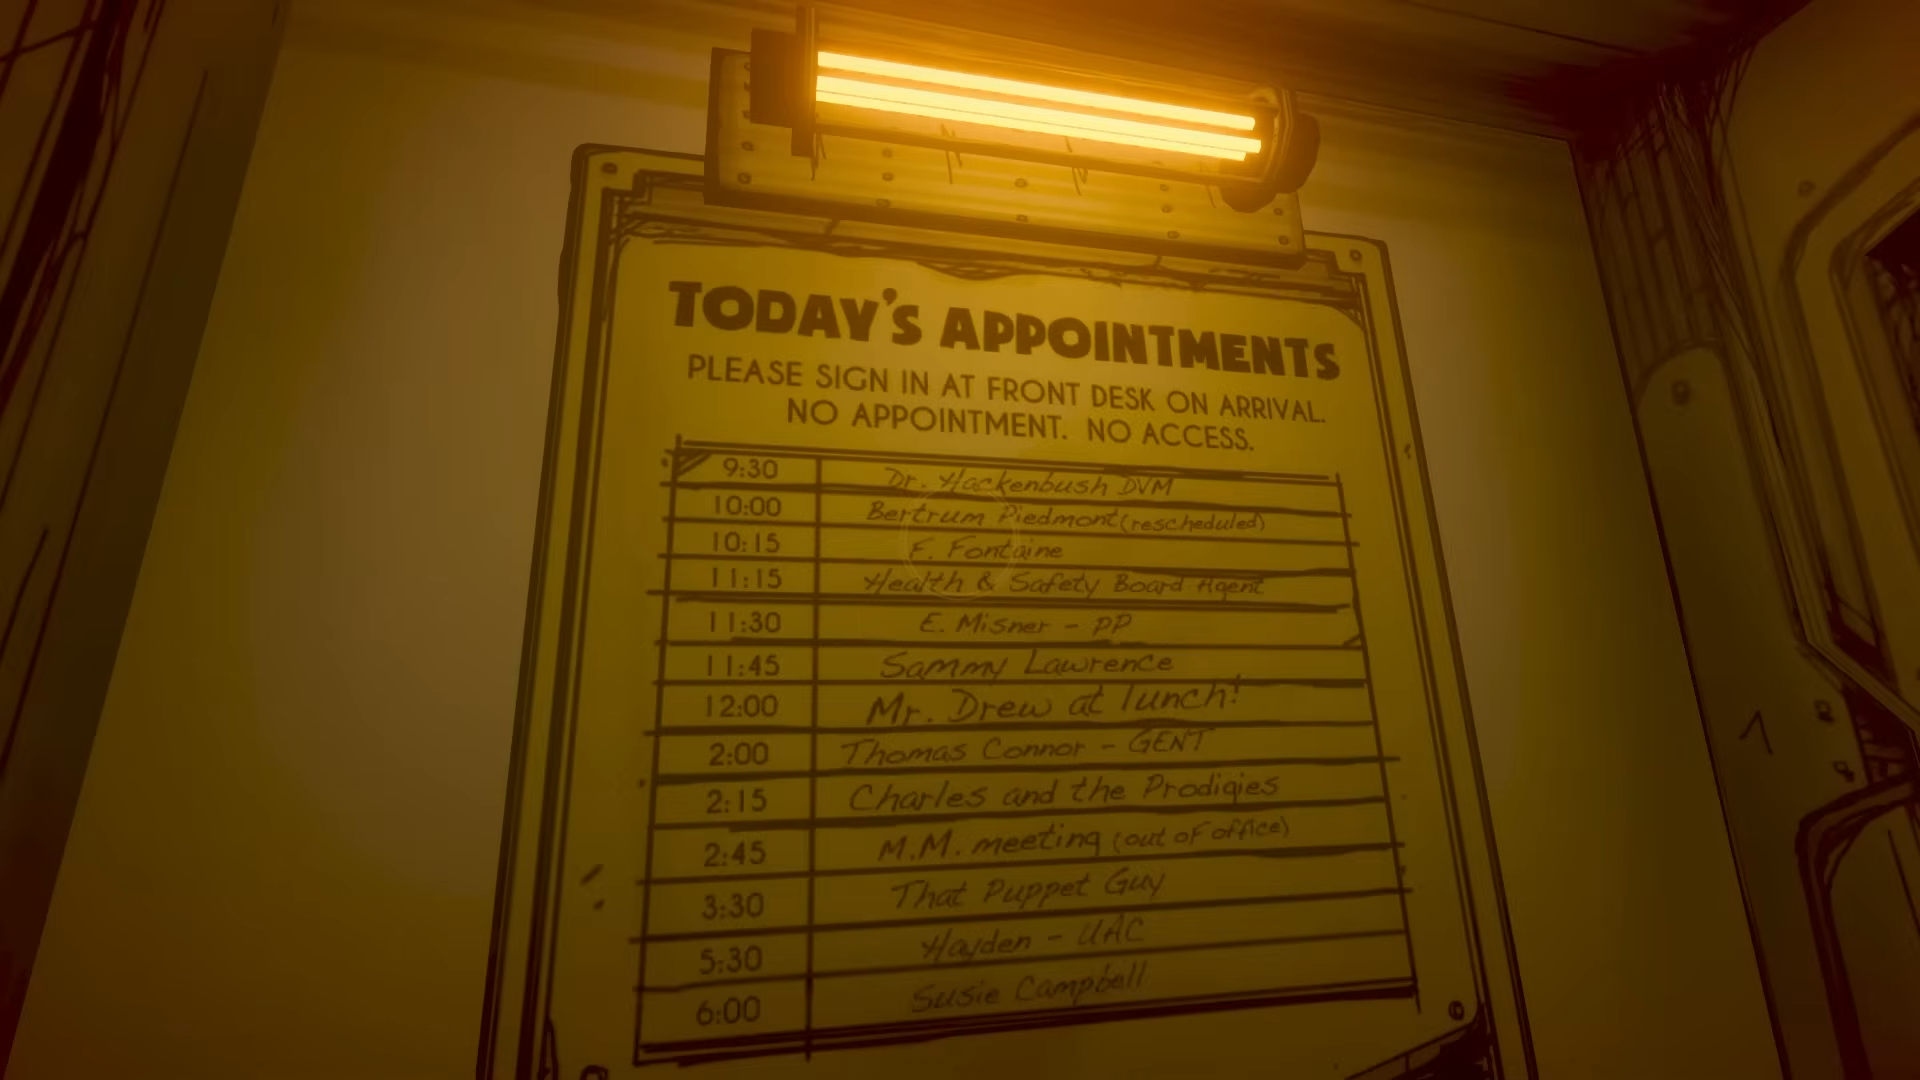 TODAY'S APPOINTMENTS
PLEASE SIGN IN AT FRONT DESK ON ARRIVAL.
NO APPOINTMENT. NO ACCESS.
9:30 Dr. Hackenbush DVM
10:00 Bertrum Piedmont (rescheduled)
10:15 F. Fontaine
11:15 Health & Safety Board Agent
11:30 E. Misner - PP
11:45 Sammy Lawrence
12:00 Mr. Drew at lunch!
2:00 Thomas Connor - GENT
2:15 Charles and the Prodigies
2:45 M.M. meeting (out of office)
3:30 That Puppet Guy
5:30 Hayden - UAC
6:00 Susie Campbell